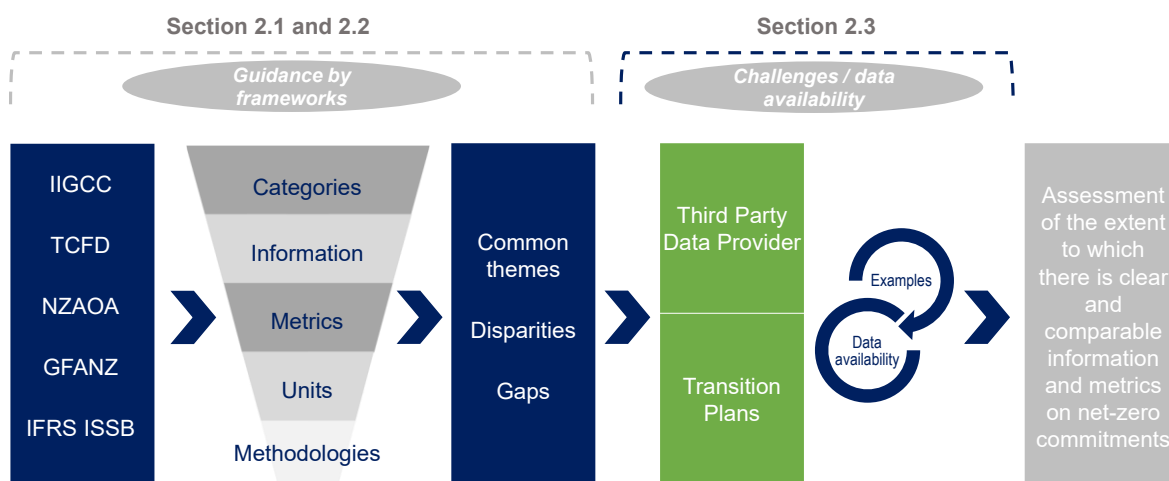 Section 2.1 and 2.2
Section 2.3
Guidance by
frameworks
Challenges / data
availability
IIGCC
TCFD
NZAOA
GFANZ
IFRS ISSB
Categories
Information
Metrics
Units
Methodologies
Common
themes
Disparities
Gaps
Third Party
Data Provider
Transition
Plans
Examples
Data
availability
Assessment
of the extent
to which
there is clear
and
comparable
information
and metrics
on net-zero
commitments